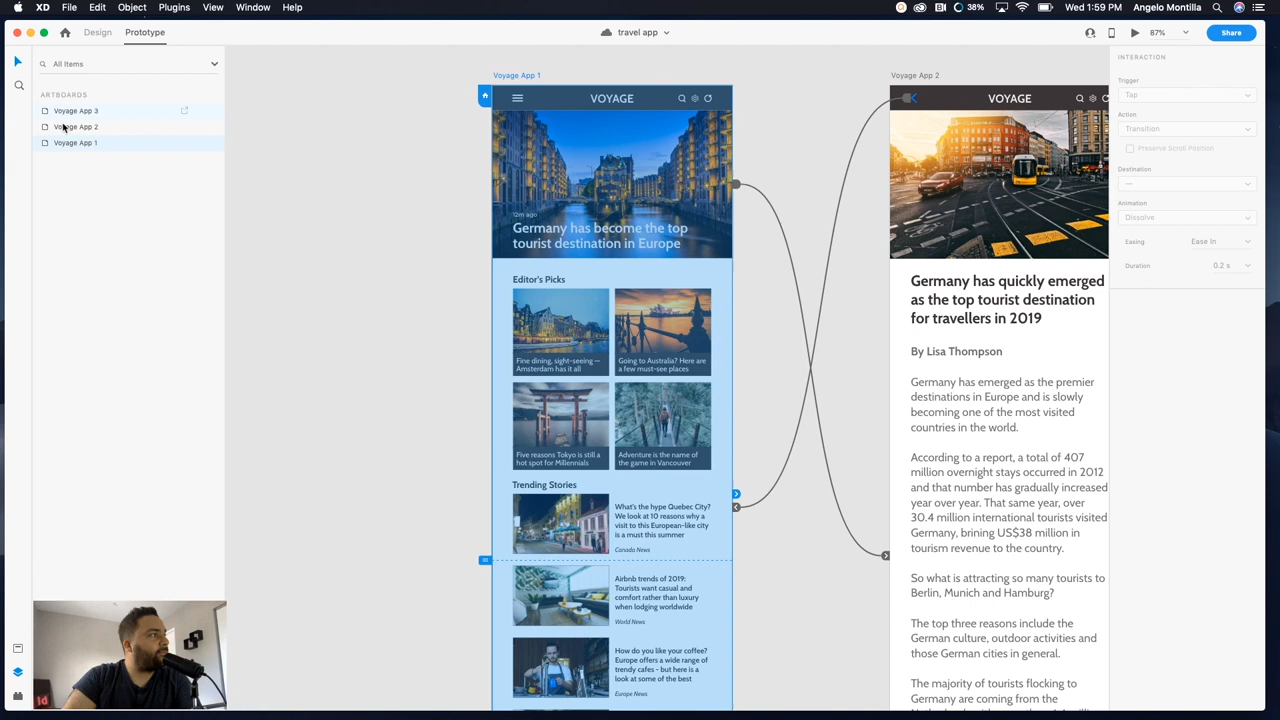 XD File Edit Object Plugins View Window Help
38% Wed 1:59 PM Angelo Montilla
Design Prototype
travel app
87%
Share
All Items
ARTBOARDS
Voyage App 3
Voyage App 2
Voyage App 1
Voyage App 1
VOYAGE
12m ago
Germany has become the top
tourist destination in Europe
Editor's Picks
Fine dining, sight-seeing —
Amsterdam has it all
Going to Australia? Here are
a few must-see places
Five reasons Tokyo is still a
hot spot for Millennials
Adventure is the name of
the game in Vancouver
Trending Stories
What's the hype Quebec City?
We look at 10 reasons why a
visit to this European-like city
is a must this summer
Canada News
Airbnb trends of 2019:
Tourists want casual and
comfort rather than luxury
when lodging worldwide
World News
How do you like your coffee?
Europe offers a wide range of
trendy cafes - but here is a
look at some of the best
Europe News
Voyage App 2
VOYAGE
Germany has quickly emerged
as the top tourist destination
for travellers in 2019
By Lisa Thompson
Germany has emerged as the premier
destinations in Europe and is slowly
becoming one of the most visited
countries in the world.
According to a report, a total of 407
million overnight stays occurred in 2012
and that number has gradually increased
year over year. That same year, over
30.4 million international tourists visited
Germany, brining US$38 million in
tourism revenue to the country.
So what is attracting so many tourists to
Berlin, Munich and Hamburg?
The top three reasons include the
German culture, outdoor activities and
those German cities in general.
The majority of tourists flocking to
Germany are coming from the
INTERACTION
Trigger
Tap
Action
Transition
Preserve Scroll Position
Destination
—
Animation
Dissolve
Easing Ease In
Duration 0.2 s